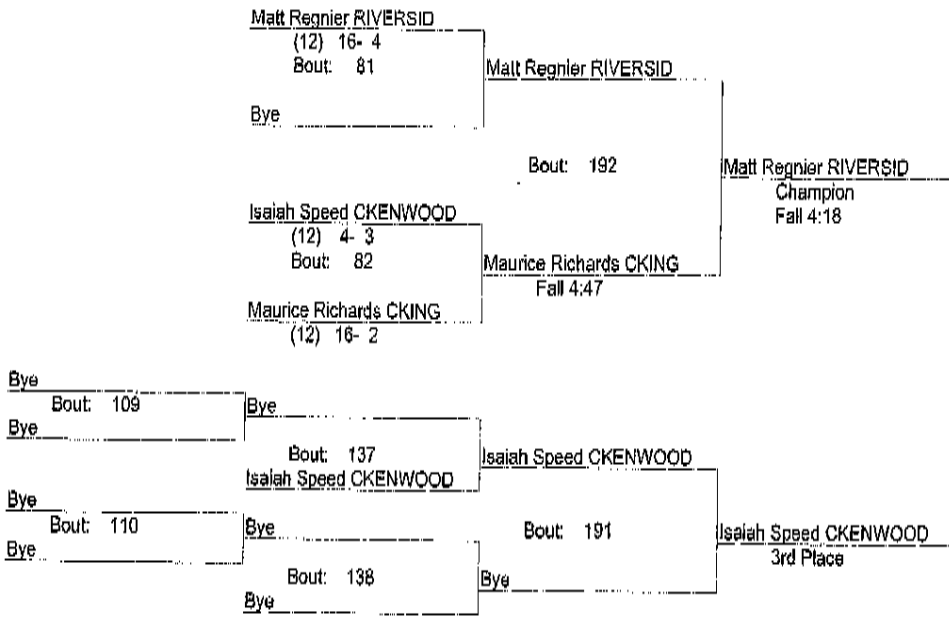 Matt Regnier RIVERSID
(12) 16- 4
Bout: 81
Matt Regnier RIVERSID
Bye
Bout: 192
Matt Regnier RIVERSID
Champion
Fall 4:18
Isaiah Speed CKENWOOD
(12) 4- 3
Bout: 82
Maurice Richards CKING
Fall 4:47
Maurice Richards CKING
(12) 16- 2
Bye
Bout: 109
Bye
Bye
Bout: 137
Isaiah Speed CKENWOOD
Isaiah Speed CKENWOOD
Bye
Bout: 110
Bye
Bye
Bout: 191
Isaiah Speed CKENWOOD
3rd Place
Bout: 138
Bye
Bye